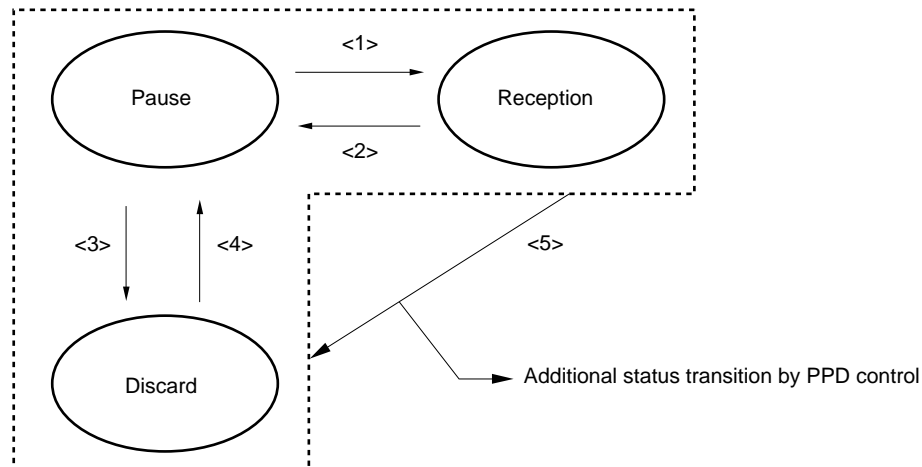 <1>
Pause
Reception
<2>
<3>
<4>
<5>
Discard
Additional status transition by PPD control